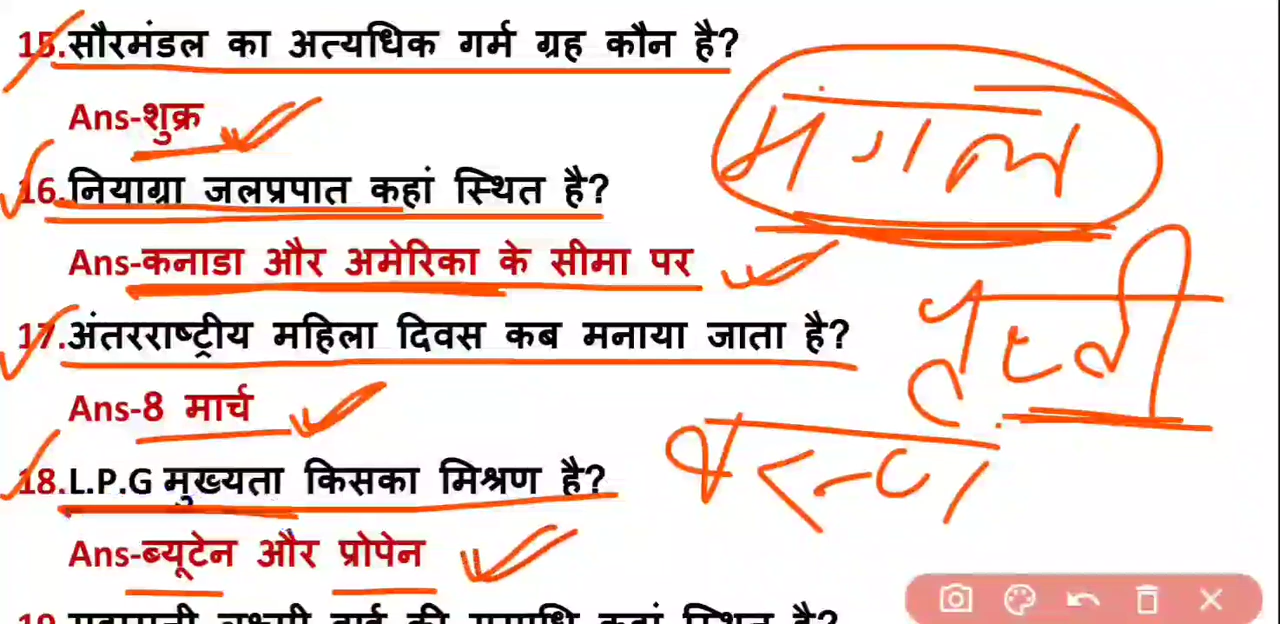 15.सौरमंडल का अत्यधिक गर्म ग्रह कौन है?
Ans-शुक्र
मंगल
16.नियाग्रा जलप्रपात कहां स्थित है?
Ans-कनाडा और अमेरिका के सीमा पर
17.अंतरराष्ट्रीय महिला दिवस कब मनाया जाता है?
Ans-8 मार्च
18.L.P.G मुख्यता किसका मिश्रण है?
Ans-ब्यूटेन और प्रोपेन